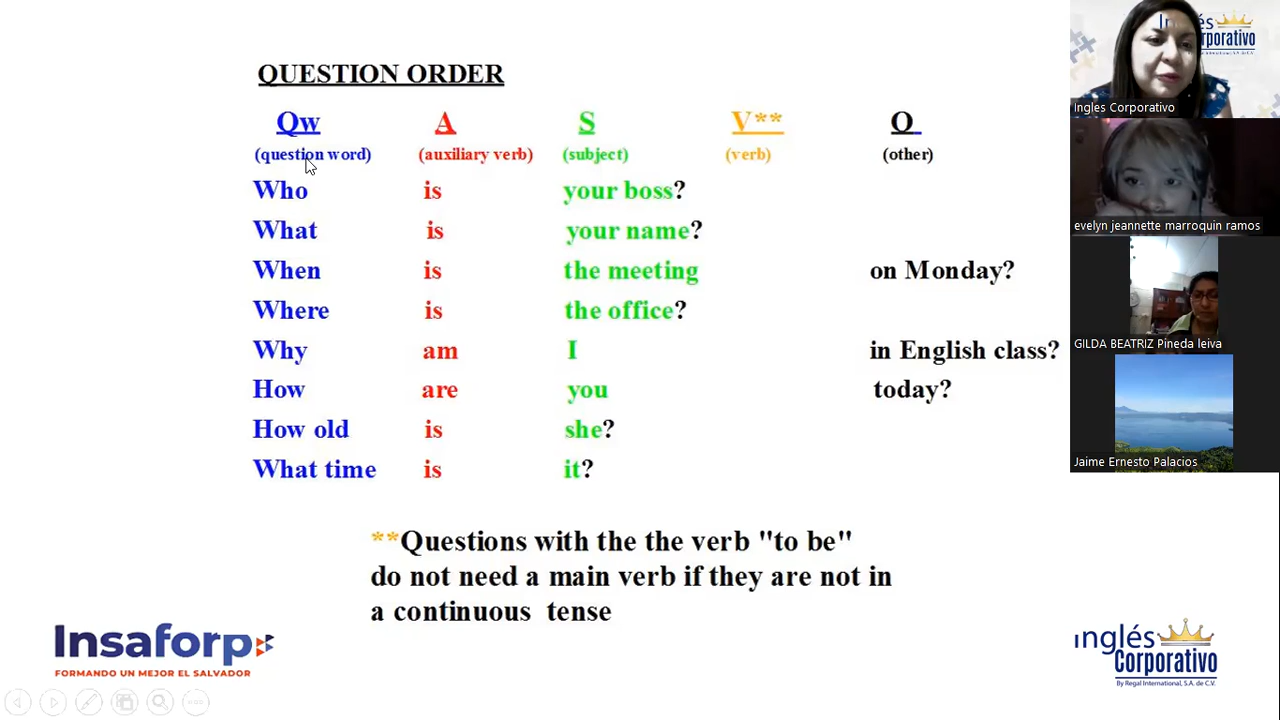 QUESTION ORDER
Qw A S V** O
(question word) (auxiliary verb) (subject) (verb) (other)
Who is your boss?
What is your name?
When is the meeting on Monday?
Where is the office?
Why am I in English class?
How are you today?
How old is she?
What time is it?
**Questions with the the verb "to be"
do not need a main verb if they are not in
a continuous tense
Insaforp
FORMANDO UN MEJOR EL SALVADOR
Inglés
Corporativo
By Regal International, S.A. de C.V.
Ingles Corporativo
evelyn jeannette marroquin ramos
GILDA BEATRIZ Pineda leiva
Jaime Ernesto Palacios